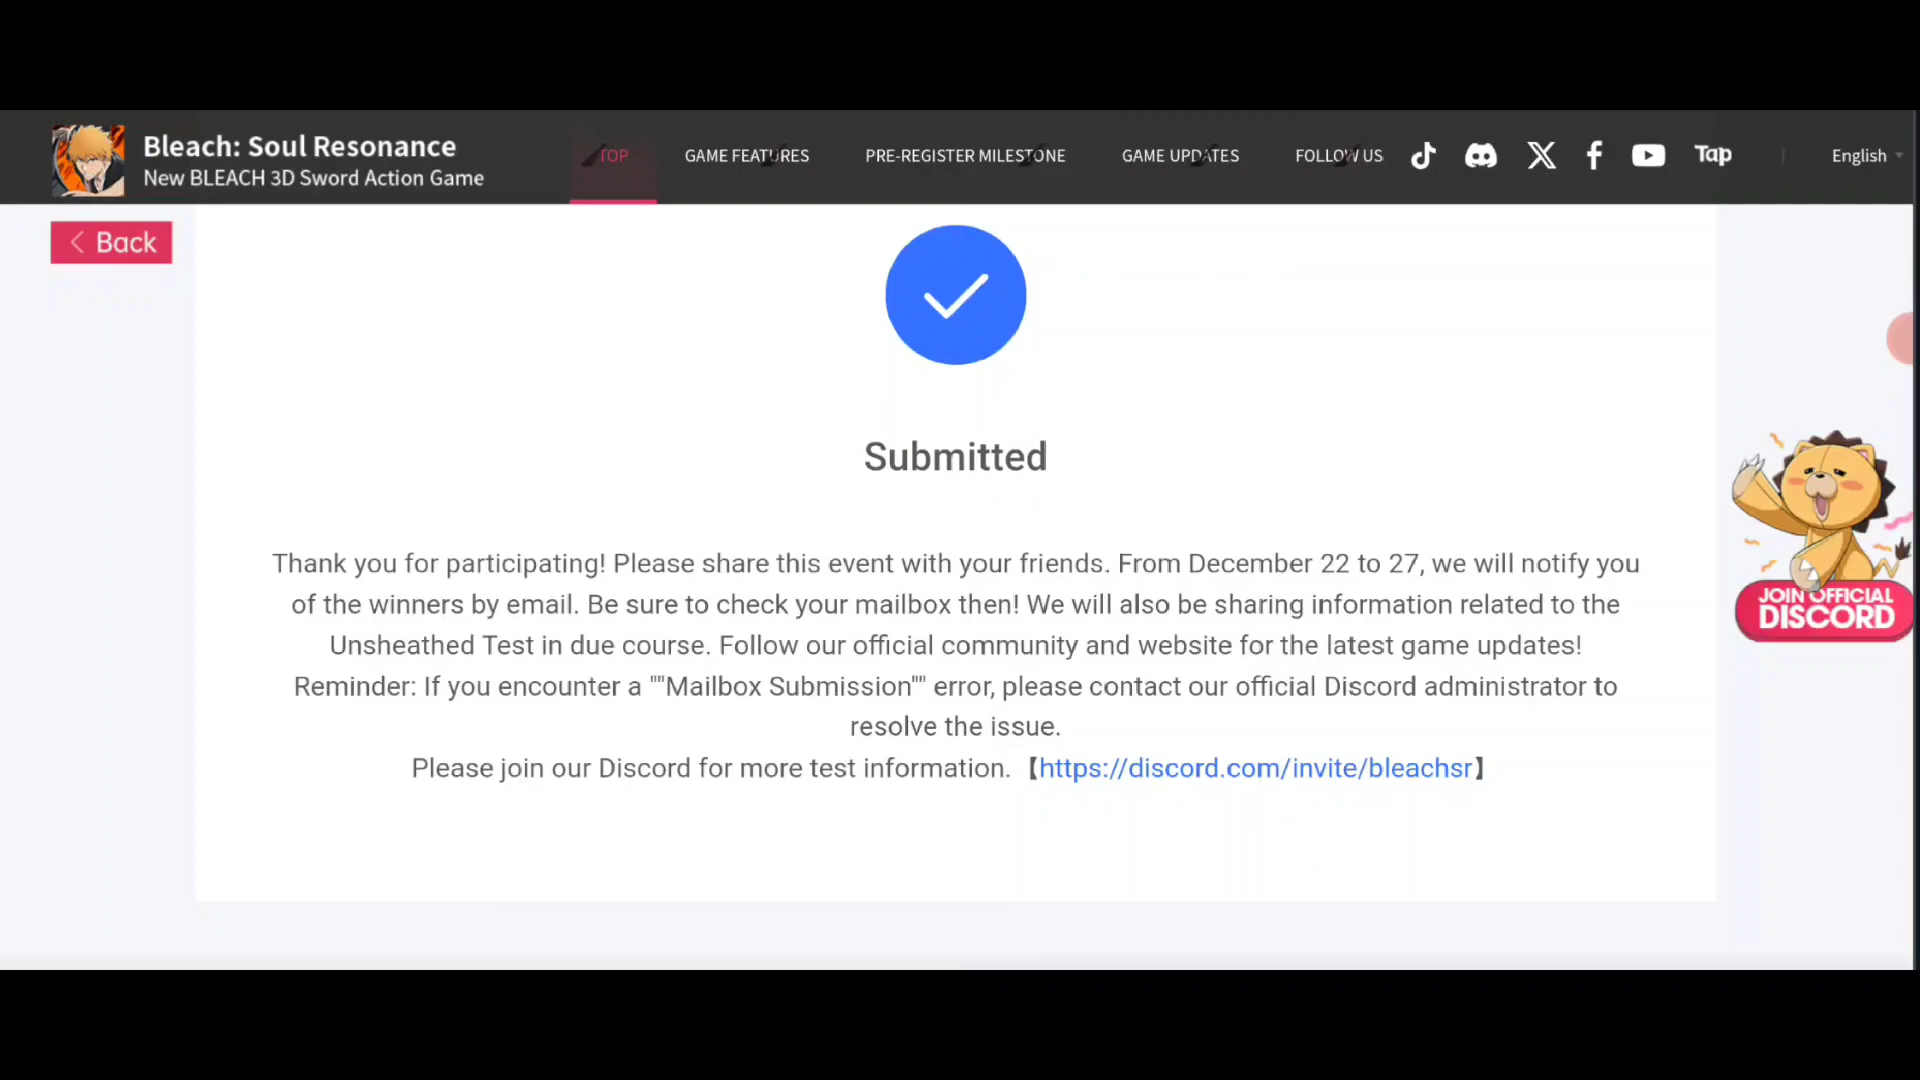 Bleach: Soul Resonance
New BLEACH 3D Sword Action Game
TOP
GAME FEATURES
PRE-REGISTER MILESTONE
GAME UPDATES
FOLLOW US
Tap
English
Back
Submitted
Thank you for participating! Please share this event with your friends. From December 22 to 27, we will notify you
of the winners by email. Be sure to check your mailbox then! We will also be sharing information related to the
Unsheathed Test in due course. Follow our official community and website for the latest game updates!
Reminder: If you encounter a ""Mailbox Submission"" error, please contact our official Discord administrator to
resolve the issue.
Please join our Discord for more test information.【https://discord.com/invite/bleachsr】
JOIN OFFICIAL
DISCORD